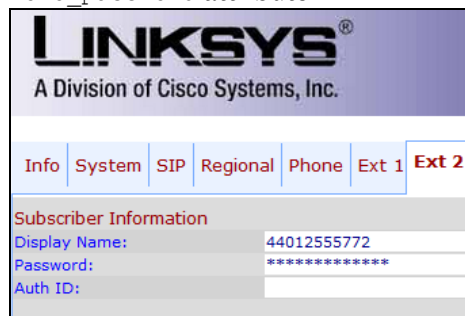 LINKSYS®
A Division of Cisco Systems, Inc.
Info System SIP Regional Phone Ext 1 Ext 2
Subscriber Information
Display Name: 44012555772
Password: *************
Auth ID: